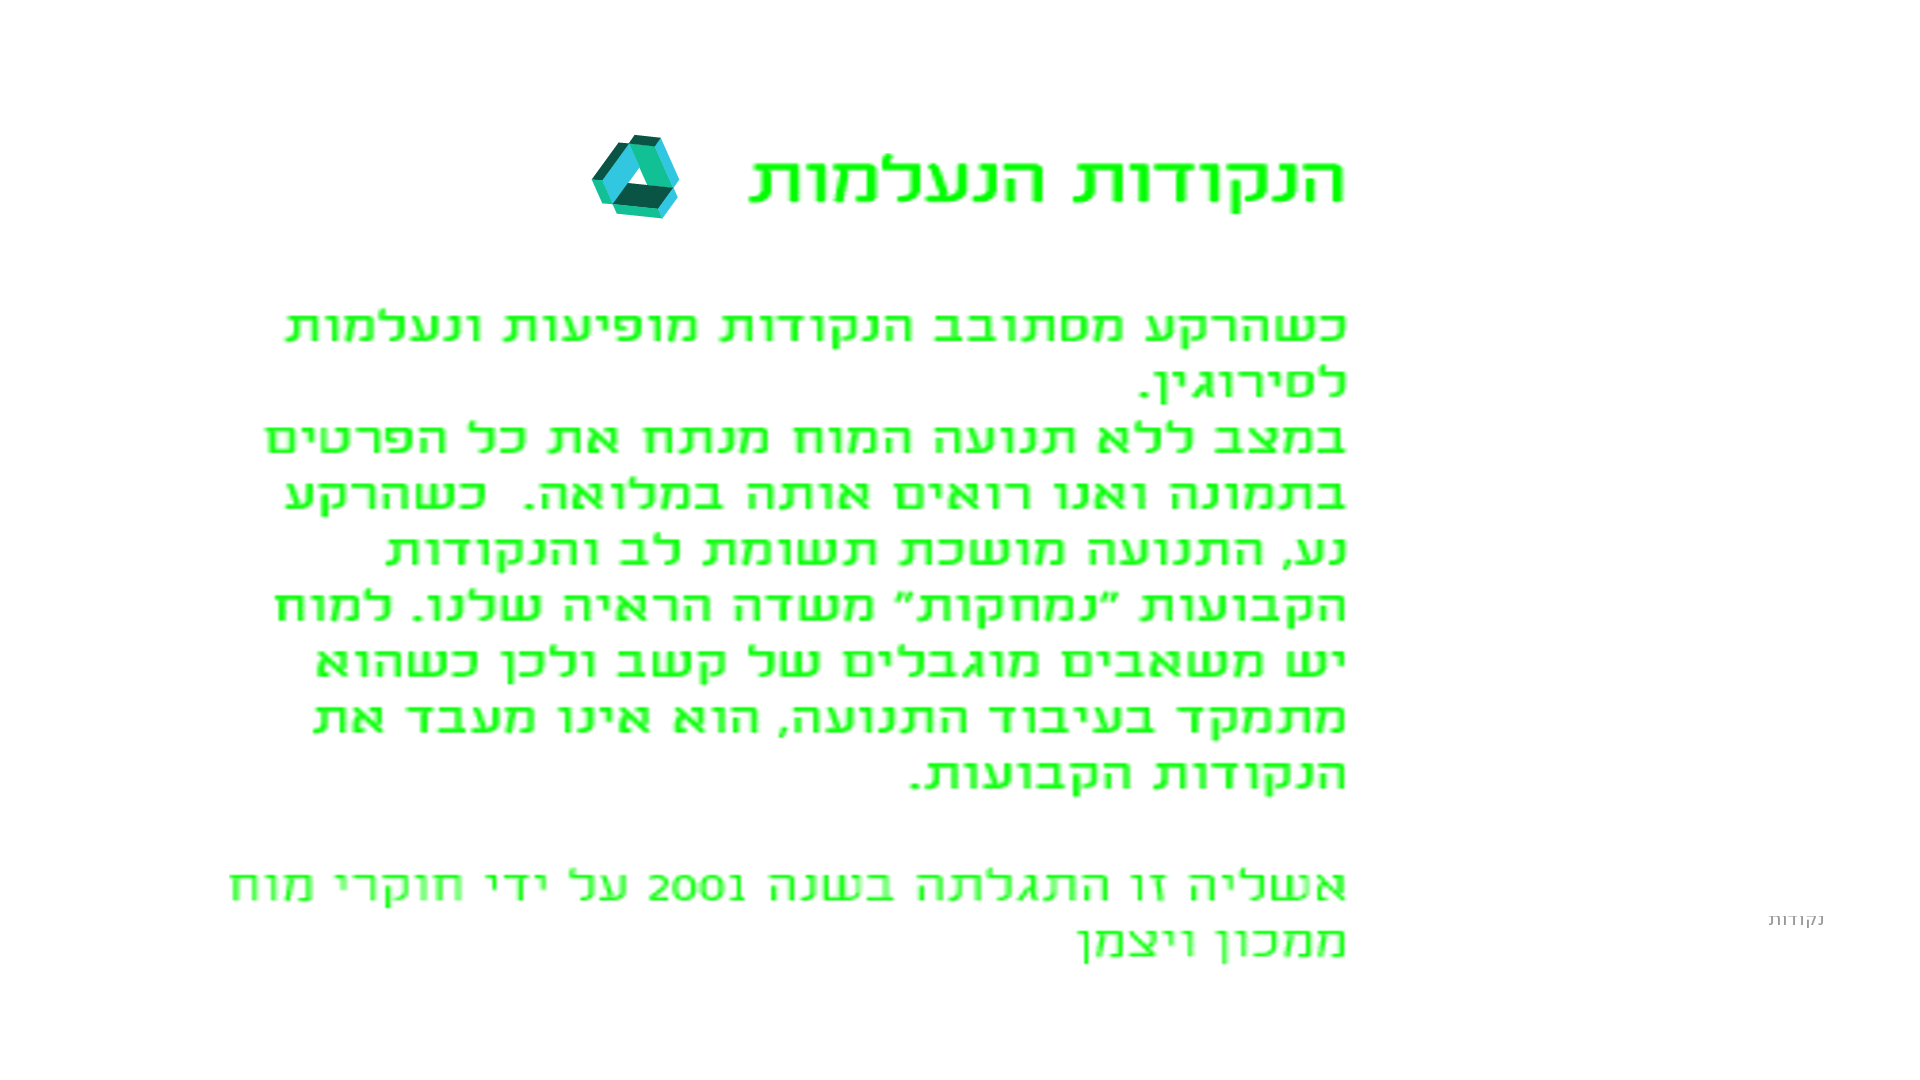 הנקודות הנעלמות
כשהרקע מסתובב הנקודות מופיעות ונעלמות
לסירוגין.
במצב ללא תנועה המוח מנתח את כל הפרטים
בתמונה ואנו רואים אותה במלואה.  כשהרקע
נע, התנועה מושכת תשומת לב והנקודות
הקבועות "נמחקות" משדה הראיה שלנו. למוח
יש משאבים מוגבלים של קשב ולכן כשהוא
מתמקד בעיבוד התנועה, הוא אינו מעבד את
הנקודות הקבועות.
אשליה זו התגלתה בשנה 2001 על ידי חוקרי מוח
ממכון ויצמן
נקודות